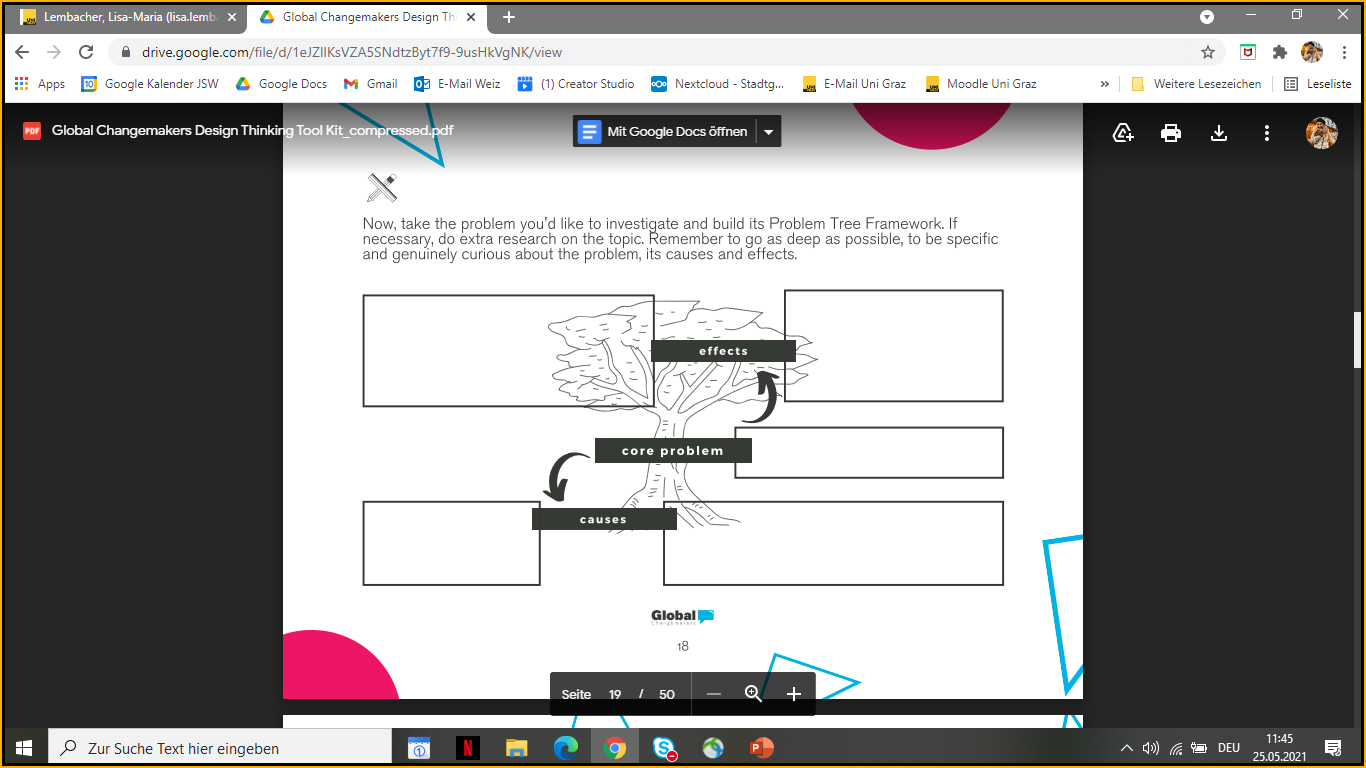 Lembacher, Lisa-Maria (lisa.lemb
Global Changemakers Design Thi
drive.google.com/file/d/1eJZIlKsVZA5SNdtzByt7f9-9usHkVgNK/view
Apps
10
Google Kalender JSW
Google Docs
Gmail
E-Mail Weiz
(1) Creator Studio
Nextcloud - Stadtg...
E-Mail Uni Graz
Moodle Uni Graz
»
Weitere Lesezeichen
Leseliste
PDF
Global Changemakers Design Thinking Tool Kit_compressed.pdf
Mit Google Docs öffnen
Now, take the problem you'd like to investigate and build its Problem Tree Framework. If
necessary, do extra research on the topic. Remember to go as deep as possible, to be specific
and genuinely curious about the problem, its causes and effects.
effects
core problem
causes
Global
Changemakers
18
Seite 19 / 50
Zur Suche Text hier eingeben
DEU
11:45
25.05.2021